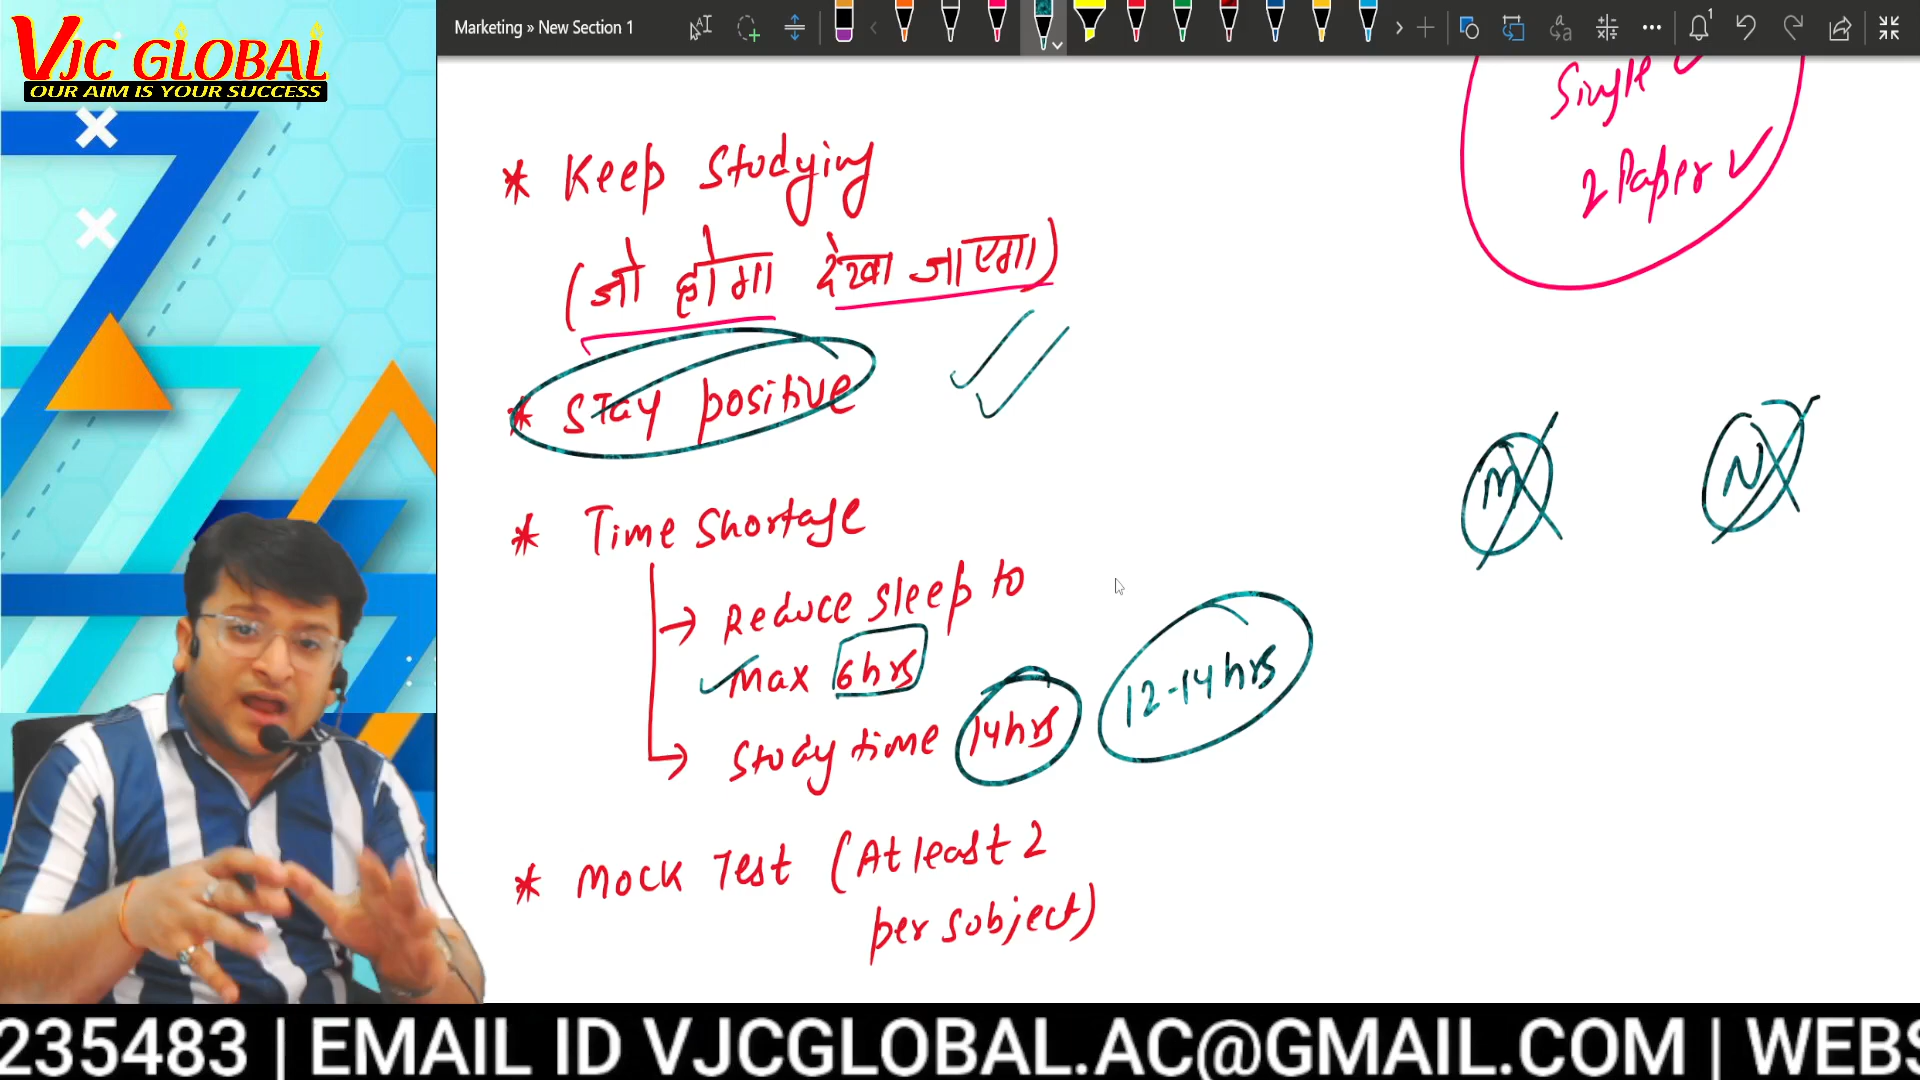 VJC GLOBAL
OUR AIM IS YOUR SUCCESS
Marketing » New Section 1
Single ✓
2 Paper ✓
* Keep Studying
(जो होगा देखा जाएगा)
* Stay positive
M
N
* Time Shortage
→ Reduce sleep to
Max 6 hrs
→ Study time 14 hrs 12-14 hrs
* Mock Test (At least 2
per subject)
235483 | EMAIL ID VJCGLOBAL.AC@GMAIL.COM | WEBS